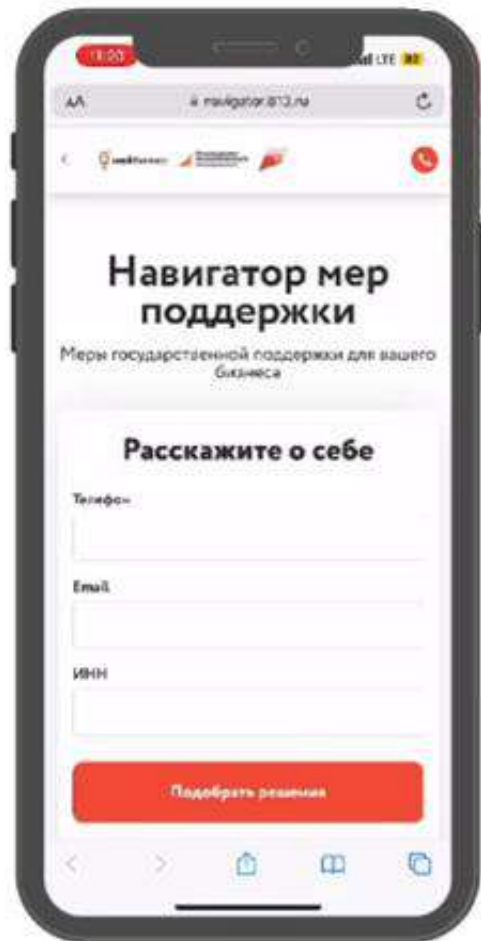 LTE
navigator.813.ru
Навигатор мер
поддержки
Меры государственной поддержки для вашего
бизнеса
Расскажите о себе
Телефон
Email
ИНН
Подобрать решения